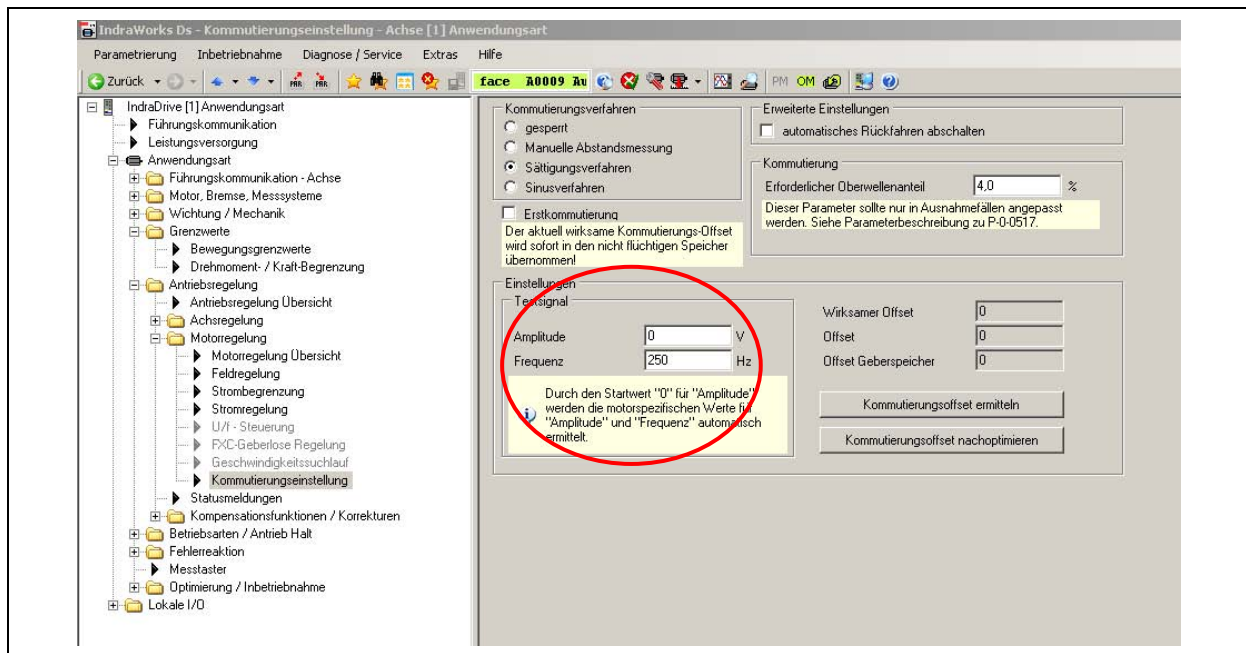 IndraWorks Ds - Kommutierungseinstellung - Achse [1] Anwendungsart
Parametrierung Inbetriebnahme Diagnose / Service Extras Hilfe
Zurück PAR. PAR. face A0009 Au PM OM
IndraDrive [1] Anwendungsart
Führungskommunikation
Leistungsversorgung
Anwendungsart
Führungskommunikation - Achse
Motor, Bremse, Messsysteme
Wichtung / Mechanik
Grenzwerte
Bewegungsgrenzwerte
Drehmoment- / Kraft-Begrenzung
Antriebsregelung
Antriebsregelung Übersicht
Achsregelung
Motorregelung
Motorregelung Übersicht
Feldregelung
Strombegrenzung
Stromregelung
U/f - Steuerung
FXC-Geberlose Regelung
Geschwindigkeitssuchlauf
Kommutierungseinstellung
Statusmeldungen
Kompensationsfunktionen / Korrekturen
Betriebsarten / Antrieb Halt
Fehlerreaktion
Messtaster
Optimierung / Inbetriebnahme
Lokale I/O
Kommutierungsverfahren
gesperrt
Manuelle Abstandsmessung
Sättigungsverfahren
Sinusverfahren
Erstkommutierung
Der aktuell wirksame Kommutierungs-Offset
wird sofort in den nicht flüchtigen Speicher
übernommen!
Erweiterte Einstellungen
automatisches Rückfahren abschalten
Kommutierung
Erforderlicher Oberwellenanteil 4,0 %
Dieser Parameter sollte nur in Ausnahmefällen angepasst
werden. Siehe Parameterbeschreibung zu P-0-0517.
Einstellungen
Testsignal
Amplitude 0 V
Frequenz 250 Hz
Durch den Startwert "0" für "Amplitude"
werden die motorspezifischen Werte für
"Amplitude" und "Frequenz" automatisch
ermittelt.
Wirksamer Offset 0
Offset 0
Offset Geberspeicher 0
Kommutierungsoffset ermitteln
Kommutierungsoffset nachoptimieren